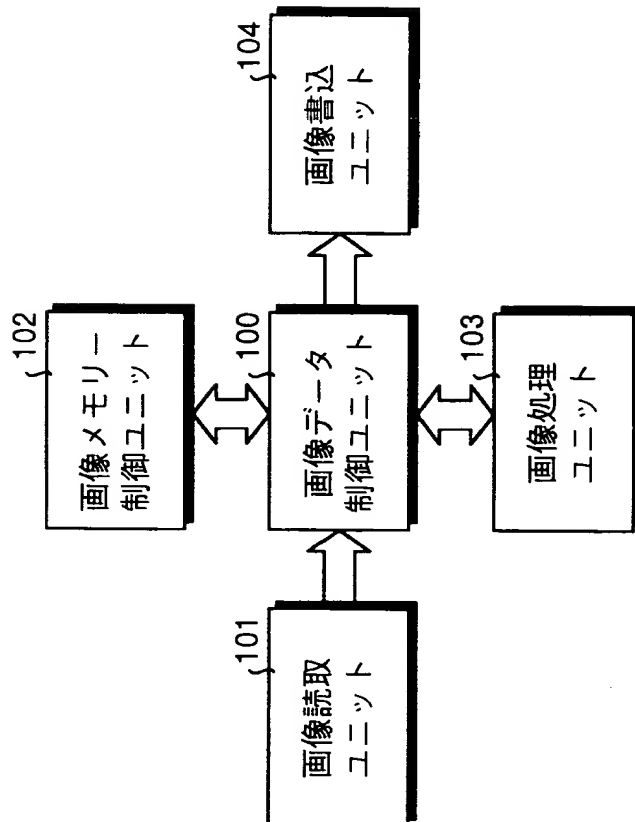 102
画像メモリー
制御ユニット
101
画像読取
ユニット
100
画像データ
制御ユニット
104
画像書込
ユニット
103
画像処理
ユニット